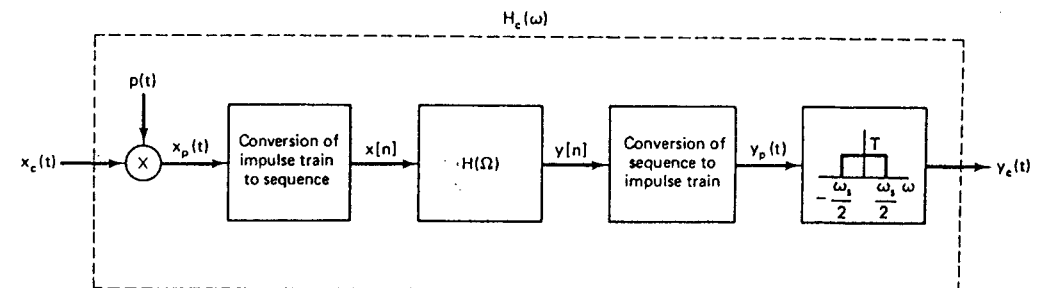 H_c(ω)
p(t)
x_c(t)
X
x_p(t)
Conversion of
impulse train
to sequence
x[n]
H(Ω)
y[n]
Conversion of
sequence to
impulse train
y_p(t)
T
-ω_s/2
ω_s/2
ω
y_c(t)